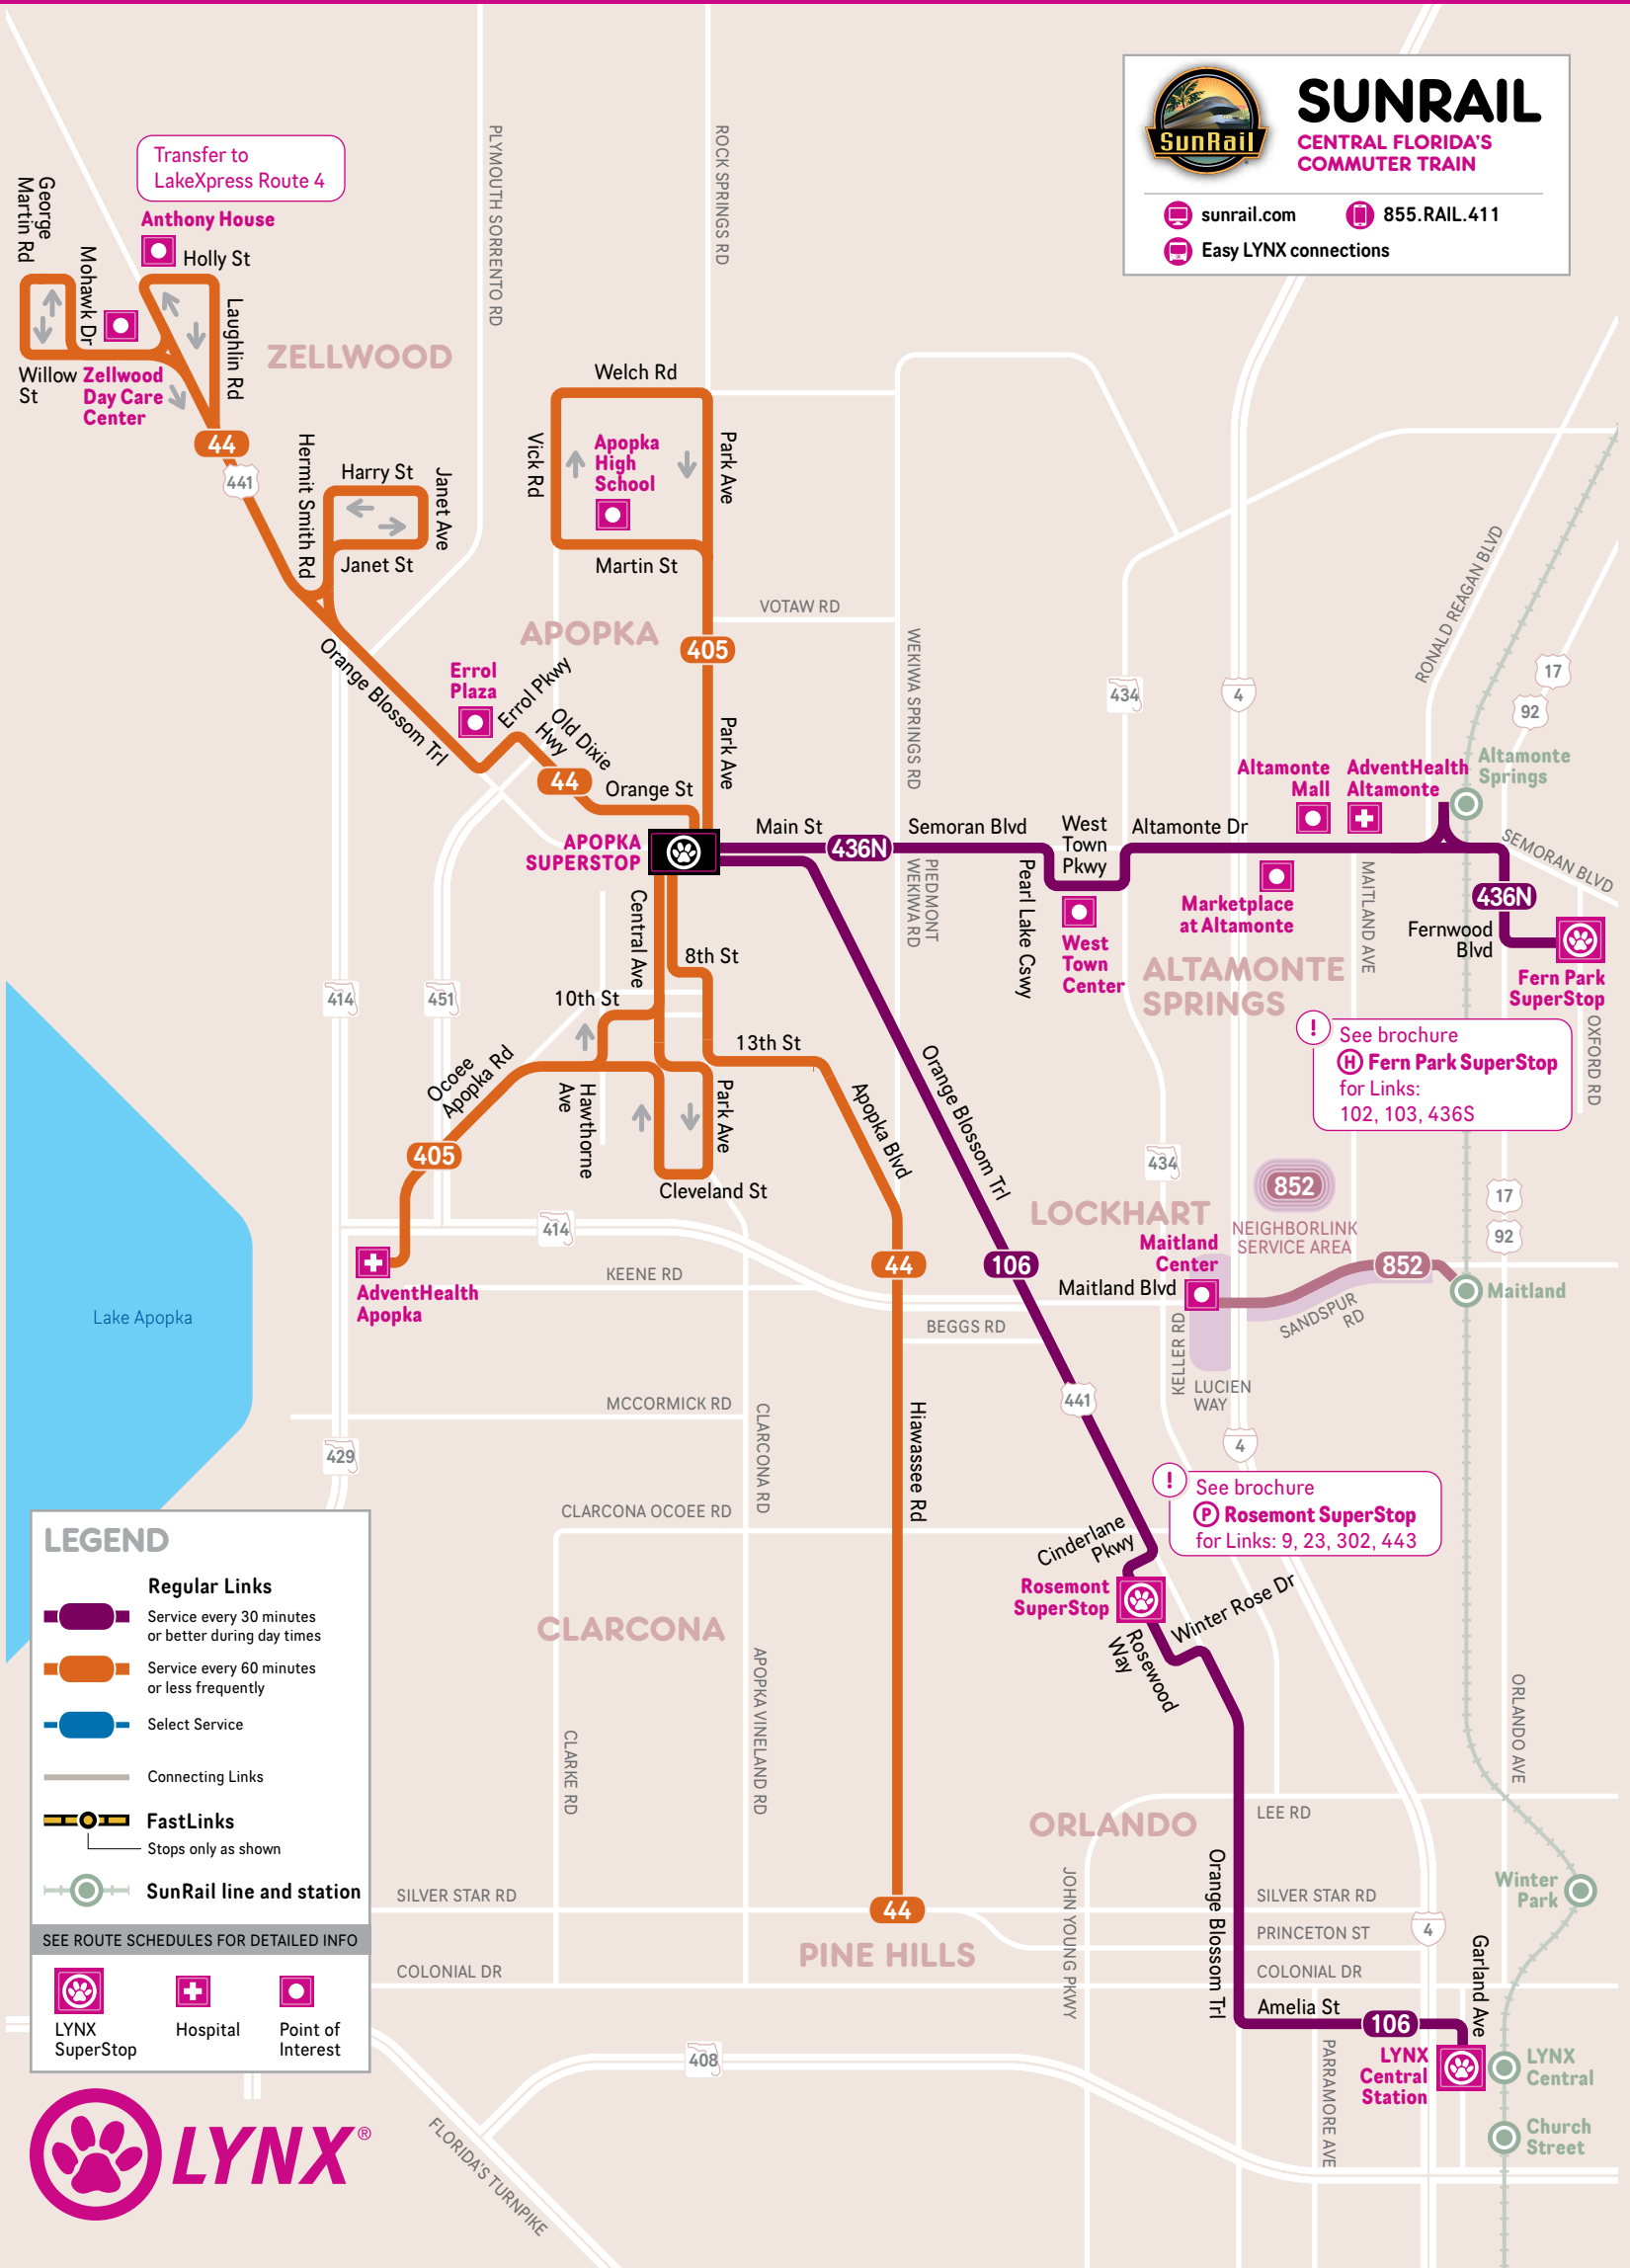 SunRail
SUNRAIL
CENTRAL FLORIDA'S
COMMUTER TRAIN
sunrail.com
855.RAIL.411
Easy LYNX connections
Transfer to
LakeXpress Route 4
Anthony House
George
Martin Rd
Mohawk Dr
Holly St
Laughlin Rd
Willow
St
Zellwood
Day Care
Center
ZELLWOOD
PLYMOUTH SORRENTO RD
ROCK SPRINGS RD
44
441
Hermit Smith Rd
Harry St
Janet Ave
Janet St
Welch Rd
Vick Rd
Apopka
High
School
Park Ave
Martin St
VOTAW RD
APOPKA
405
Orange Blossom Trl
Errol
Plaza
Errol Pkwy
Old Dixie
Hwy
44
Orange St
Park Ave
WEKIWA SPRINGS RD
434
4
RONALD REAGAN BLVD
17
92
Altamonte
Springs
Altamonte
Mall
AdventHealth
Altamonte
APOPKA
SUPERSTOP
Main St
436N
Semoran Blvd
West
Town
Pkwy
Altamonte Dr
SEMORAN BLVD
PIEDMONT
WEKIWA RD
Pearl Lake Cswy
West
Town
Center
Marketplace
at Altamonte
MAITLAND AVE
436N
Fernwood
Blvd
Fern Park
SuperStop
ALTAMONTE
SPRINGS
OXFORD RD
!
See brochure
H Fern Park SuperStop
for Links:
102, 103, 436S
Central Ave
8th St
10th St
13th St
414
451
Ocoee
Apopka Rd
Hawthorne
Ave
Park Ave
Apopka Blvd
Orange Blossom Trl
405
Cleveland St
414
434
LOCKHART
852
NEIGHBORLINK
SERVICE AREA
17
92
Maitland
Center
852
Maitland Blvd
Maitland
SANDSPUR
RD
KELLER RD
LUCIEN
WAY
44
106
KEENE RD
AdventHealth
Apopka
Lake Apopka
BEGGS RD
441
4
MCCORMICK RD
CLARCONA RD
Hiawassee Rd
429
CLARCONA OCOEE RD
!
See brochure
P Rosemont SuperStop
for Links: 9, 23, 302, 443
Cinderlane
Pkwy
Rosemont
SuperStop
Winter Rose Dr
Rosewood
Way
CLARCONA
CLARKE RD
APOPKA VINELAND RD
ORLANDO AVE
ORLANDO
LEE RD
JOHN YOUNG PKWY
Orange Blossom Trl
SILVER STAR RD
44
SILVER STAR RD
Winter
Park
PRINCETON ST
4
PINE HILLS
COLONIAL DR
COLONIAL DR
Garland Ave
Amelia St
106
LYNX
Central
Station
LYNX
Central
PARRAMORE AVE
Church
Street
408
FLORIDA'S TURNPIKE
LEGEND
Regular Links
Service every 30 minutes
or better during day times
Service every 60 minutes
or less frequently
Select Service
Connecting Links
FastLinks
Stops only as shown
SunRail line and station
SEE ROUTE SCHEDULES FOR DETAILED INFO
LYNX
SuperStop
Hospital
Point of
Interest
LYNX®